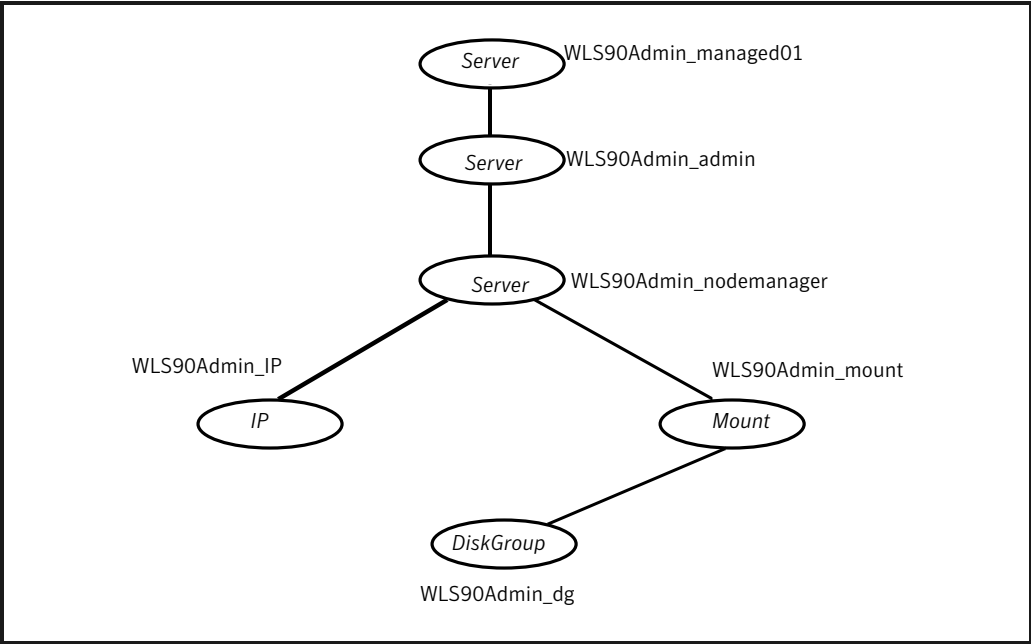 Server WLS90Admin_managed01
Server WLS90Admin_admin
Server WLS90Admin_nodemanager
WLS90Admin_IP
WLS90Admin_mount
IP
Mount
DiskGroup
WLS90Admin_dg